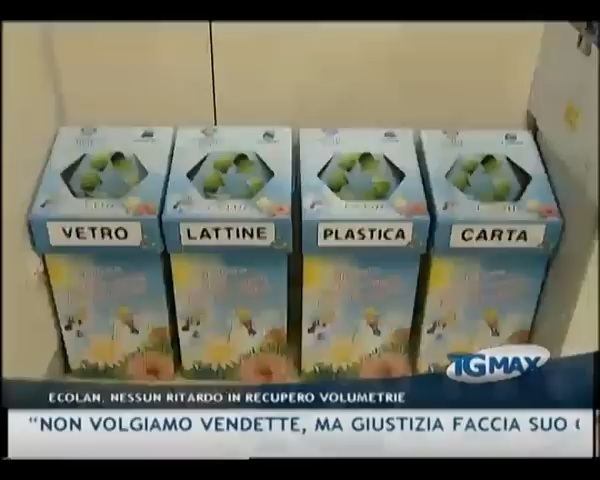 VETRO
LATTINE
PLASTICA
CARTA
TGMAX
ECOLAN, NESSUN RITARDO IN RECUPERO VOLUMETRIE
"NON VOLGIAMO VENDETTE, MA GIUSTIZIA FACCIA SUO